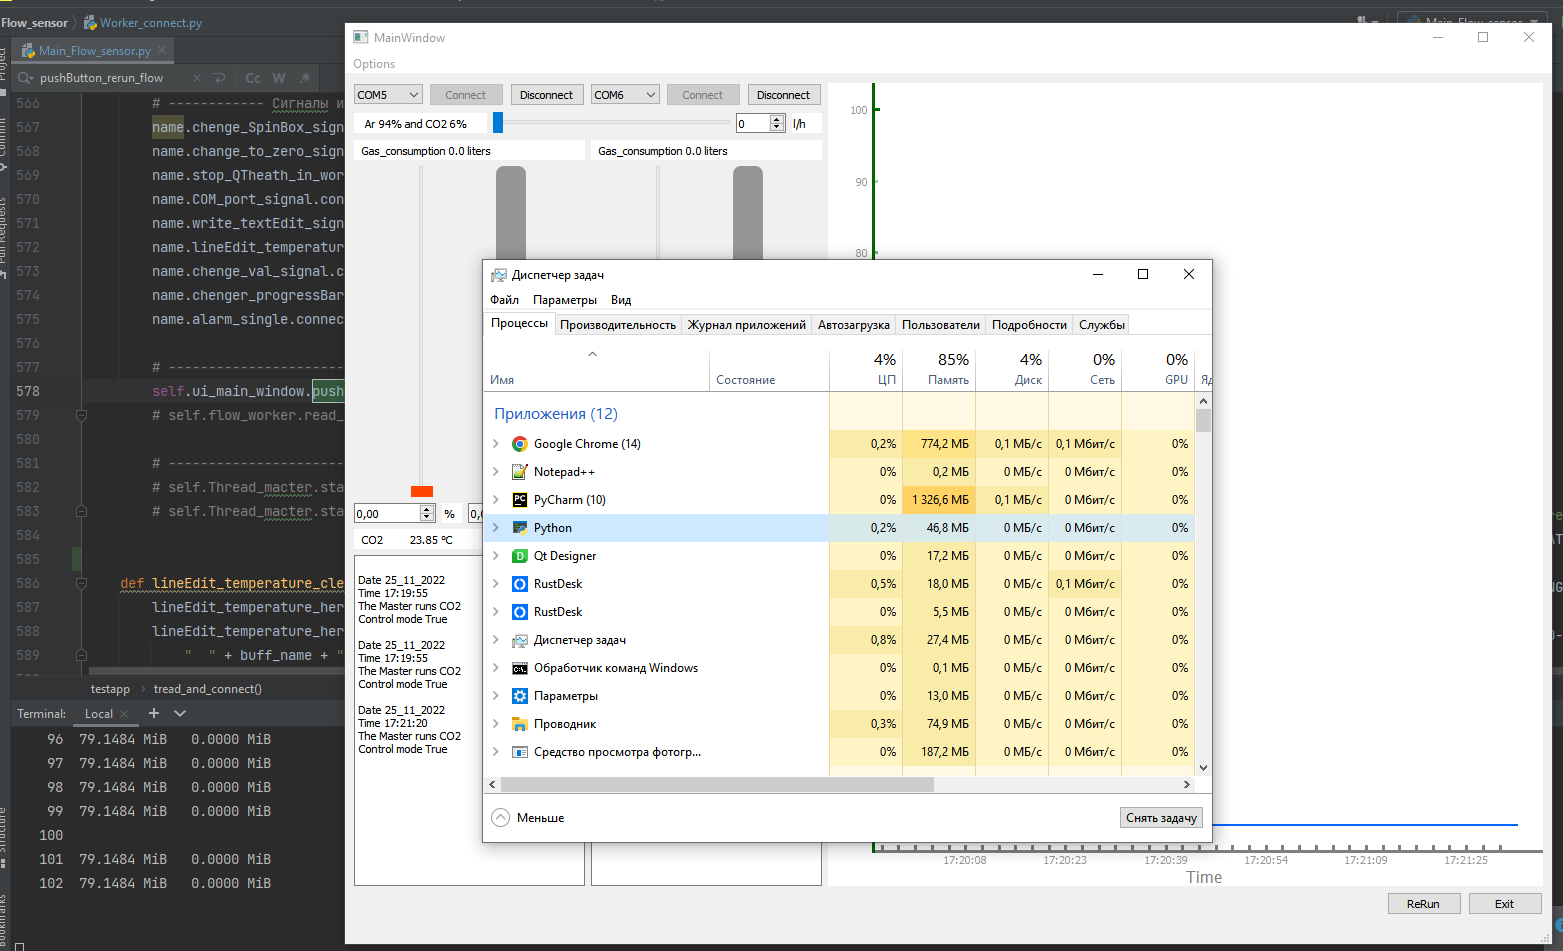 Flow_sensor
Worker_connect.py
Main_Flow_sensor.py
pushButton_rerun_flow
Cc
W
.*
566 # ------------ Сигналы и
567 name.chenge_SpinBox_sign
568 name.change_to_zero_sign
569 name.stop_QTheath_in_wor
570 name.COM_port_signal.con
571 name.write_textEdit_sign
572 name.lineEdit_temperatur
573 name.chenge_val_signal.c
574 name.chenger_progressBar
575 name.alarm_single.connec
576
577 # ----------------------
578 self.ui_main_window.push
579 # self.flow_worker.read_
580
581 # ----------------------
582 # self.Thread_macter.sta
583 # self.Thread_macter.sta
584
585
586 def lineEdit_temperature_cle
587 lineEdit_temperature_her
588 lineEdit_temperature_her
589 " " + buff_name + "
testapp
tread_and_connect()
Terminal:
Local
96 79.1484 MiB 0.0000 MiB
97 79.1484 MiB 0.0000 MiB
98 79.1484 MiB 0.0000 MiB
99 79.1484 MiB 0.0000 MiB
100
101 79.1484 MiB 0.0000 MiB
102 79.1484 MiB 0.0000 MiB
Project
Commit
Pull Requests
Structure
Bookmarks
MainWindow
Options
COM5
Connect
Disconnect
COM6
Connect
Disconnect
Ar 94% and CO2 6%
0
l/h
Gas_consumption 0.0 liters
Gas_consumption 0.0 liters
0,00
%
0,
CO2 23.85 ºC
Date 25_11_2022
Time 17:19:55
The Master runs CO2
Control mode True
Date 25_11_2022
Time 17:19:55
The Master runs CO2
Control mode True
Date 25_11_2022
Time 17:21:20
The Master runs CO2
Control mode True
100
90
80
17:20:08
17:20:23
17:20:39
17:20:54
17:21:09
17:21:25
Time
ReRun
Exit
Диспетчер задач
Файл
Параметры
Вид
Процессы
Производительность
Журнал приложений
Автозагрузка
Пользователи
Подробности
Службы
4% 85% 4% 0% 0%
Имя Состояние ЦП Память Диск Сеть GPU Яд
Приложения (12)
Google Chrome (14) 0,2% 774,2 МБ 0,1 МБ/с 0,1 Мбит/с 0%
Notepad++ 0% 0,2 МБ 0 МБ/с 0 Мбит/с 0%
PyCharm (10) 0% 1 326,6 МБ 0,1 МБ/с 0 Мбит/с 0%
Python 0,2% 46,8 МБ 0 МБ/с 0 Мбит/с 0%
Qt Designer 0% 17,2 МБ 0 МБ/с 0 Мбит/с 0%
RustDesk 0,5% 18,0 МБ 0 МБ/с 0,1 Мбит/с 0%
RustDesk 0% 5,5 МБ 0 МБ/с 0 Мбит/с 0%
Диспетчер задач 0,8% 27,4 МБ 0 МБ/с 0 Мбит/с 0%
Обработчик команд Windows 0% 0,1 МБ 0 МБ/с 0 Мбит/с 0%
Параметры 0% 13,0 МБ 0 МБ/с 0 Мбит/с 0%
Проводник 0,3% 74,9 МБ 0 МБ/с 0 Мбит/с 0%
Средство просмотра фотогр... 0% 187,2 МБ 0 МБ/с 0 Мбит/с 0%
Меньше
Снять задачу